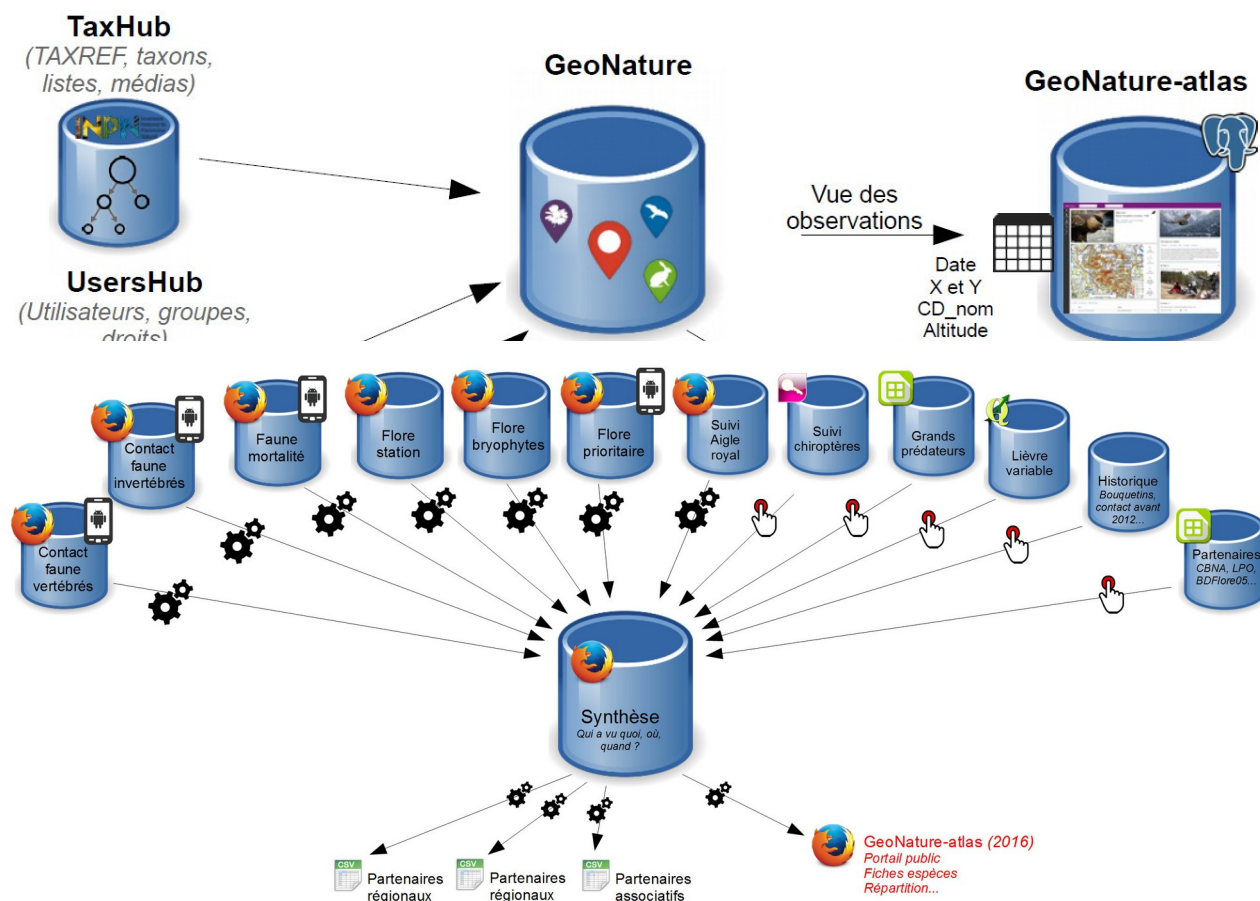 TaxHub
(TAXREF, taxons,
listes, médias)
INPN
GeoNature
GeoNature-atlas
Vue des
observations
Date
X et Y
CD_nom
Altitude
UsersHub
(Utilisateurs, groupes,
droits)
Contact
faune
vertébrés
Contact
faune
invertébrés
Faune
mortalité
Flore
station
Flore
bryophytes
Flore
prioritaire
Suivi
Aigle
royal
Suivi
chiroptères
Grands
prédateurs
Lièvre
variable
Historique
Bouquetins,
contact avant
2012...
Partenaires
CBNA, LPO,
BDFlore05...
Synthèse
Qui a vu quoi, où,
quand ?
CSV
Partenaires
régionaux
CSV
Partenaires
régionaux
CSV
Partenaires
associatifs
GeoNature-atlas (2016)
Portail public
Fiches espèces
Répartition...